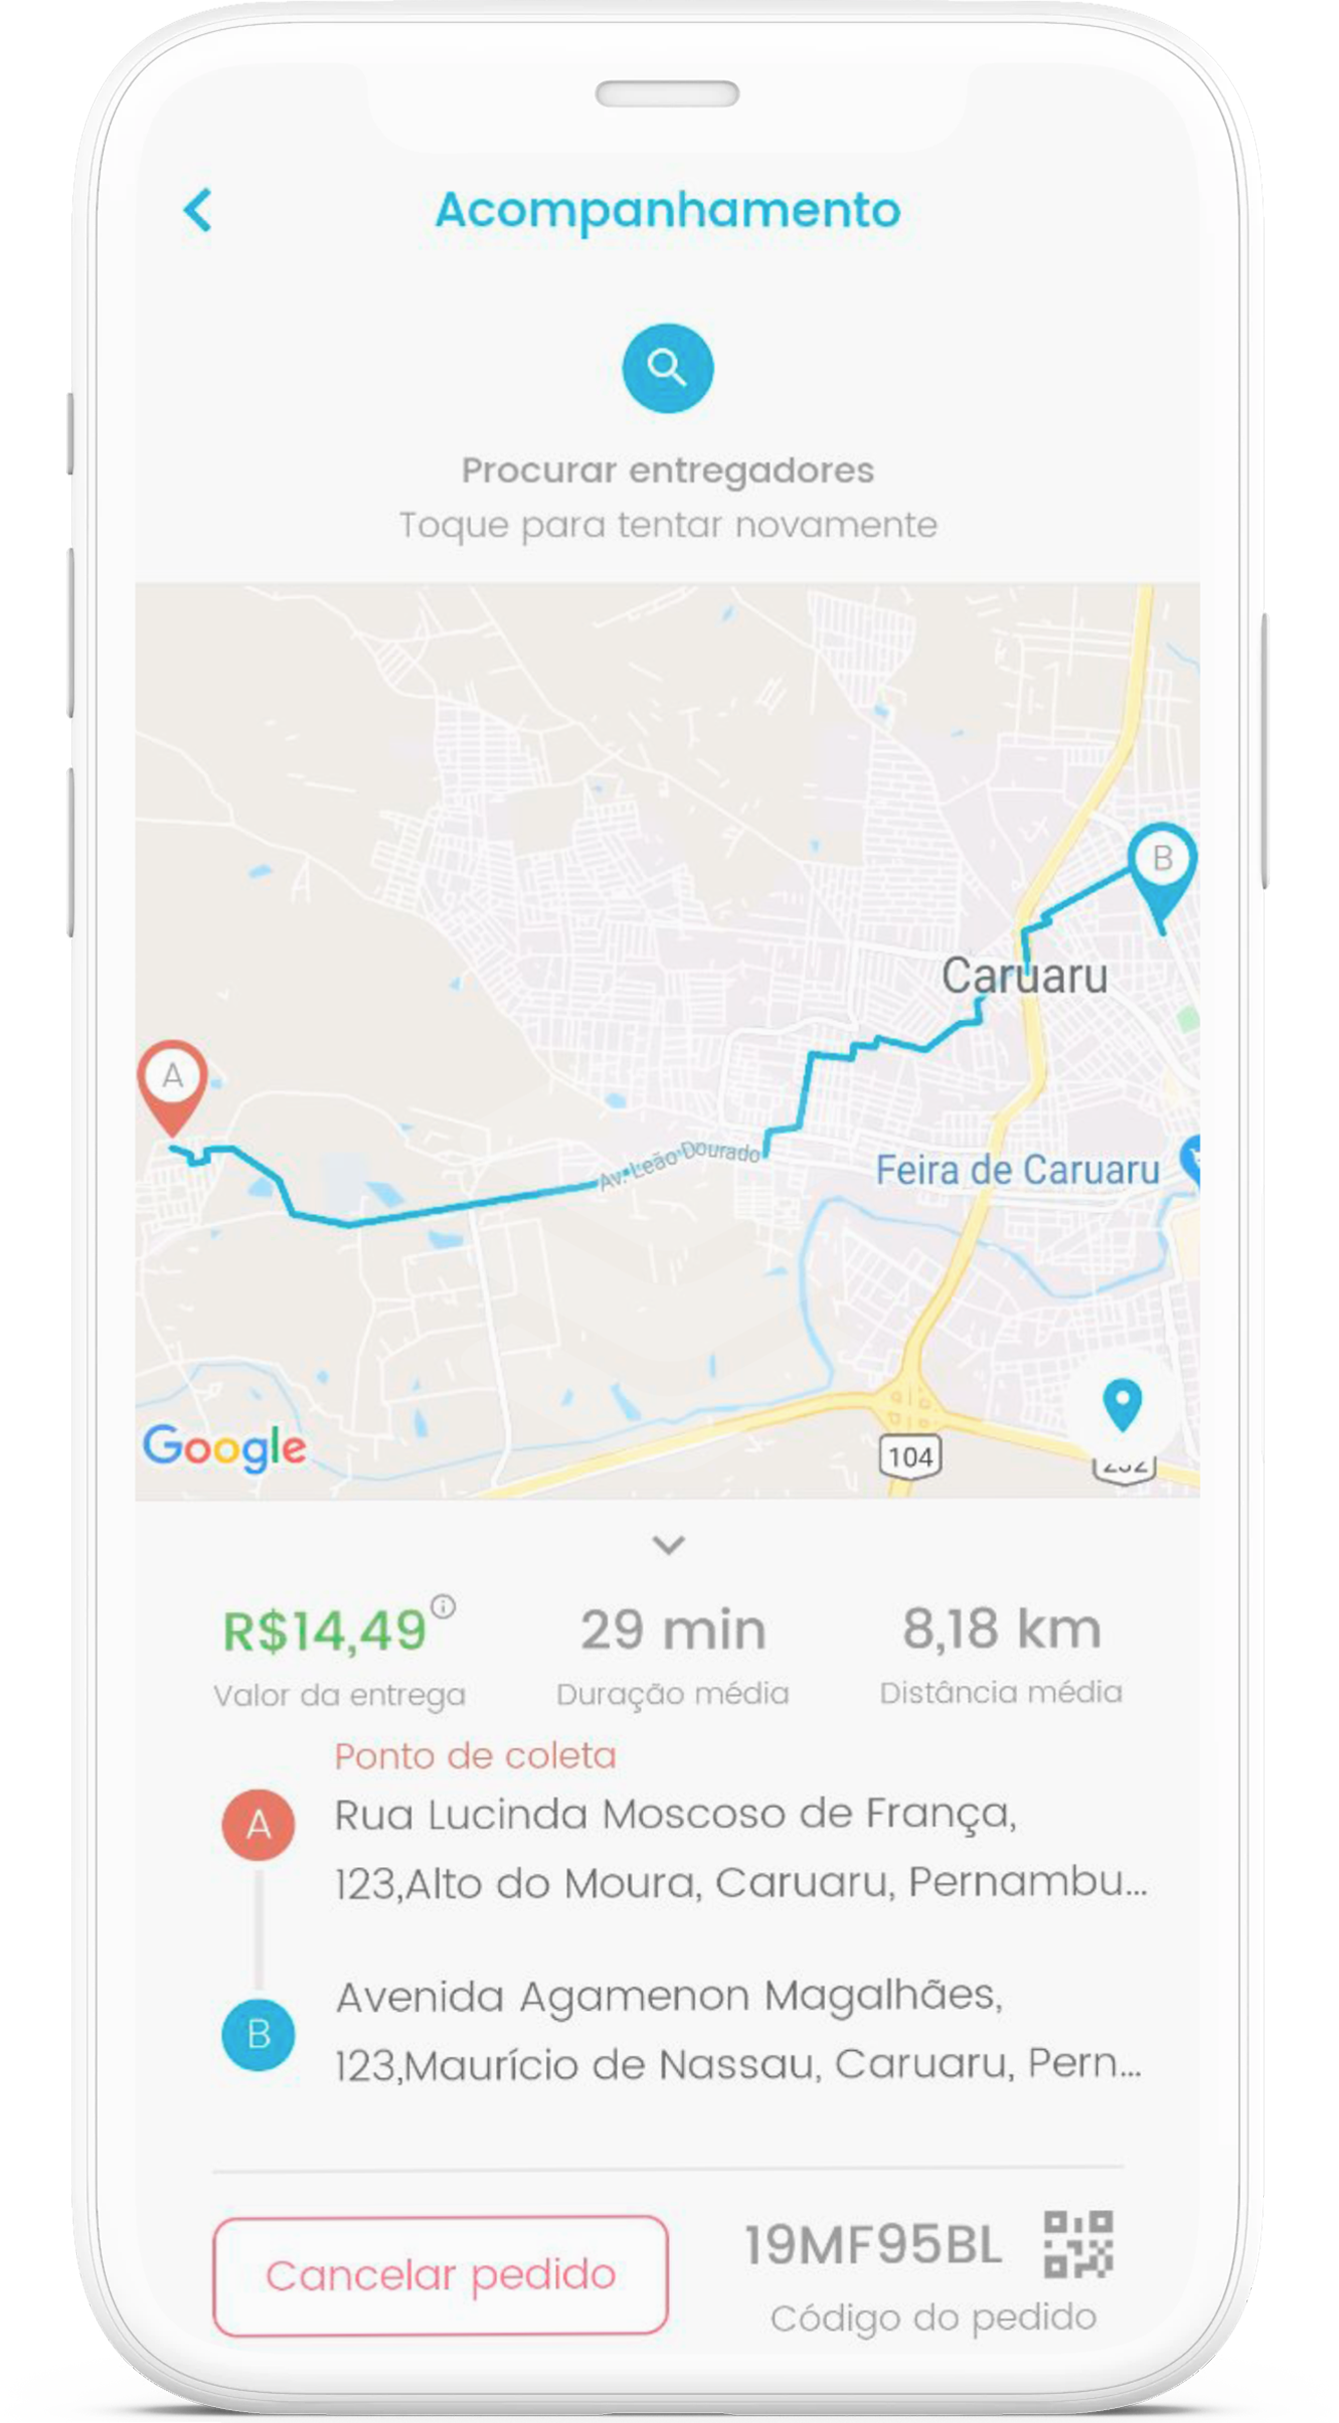 Acompanhamento
Procurar entregadores
Toque para tentar novamente
B
Caruaru
A
Av. Leão Dourado
Feira de Caruaru
Google
104
R$14,49
29 min
8,18 km
Valor da entrega
Duração média
Distância média
Ponto de coleta
A
Rua Lucinda Moscoso de França,
123,Alto do Moura, Caruaru, Pernambu...
B
Avenida Agamenon Magalhães,
123,Maurício de Nassau, Caruaru, Pern...
Cancelar pedido
19MF95BL
Código do pedido